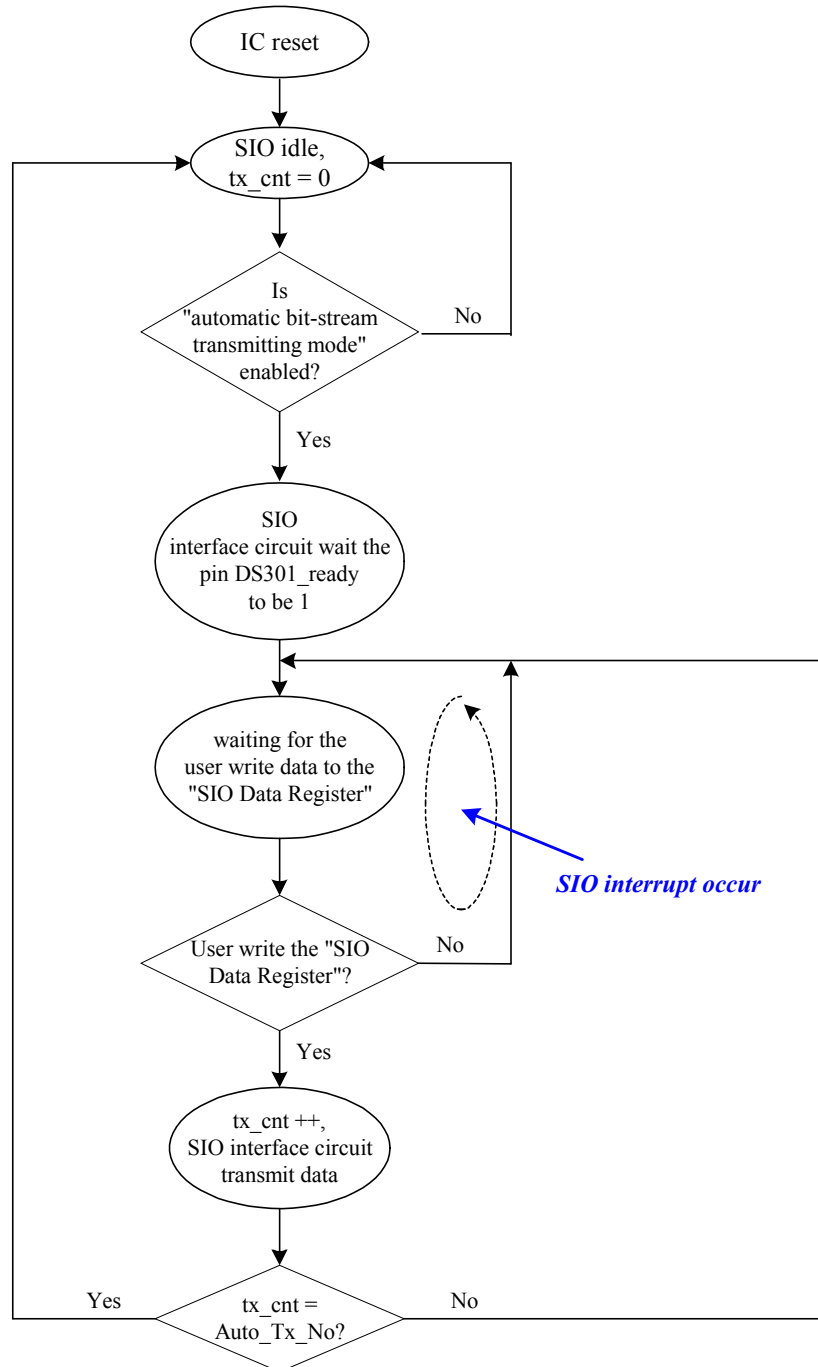 IC reset
SIO idle,
tx_cnt = 0
Is
"automatic bit-stream
transmitting mode"
enabled?
No
Yes
SIO
interface circuit wait the
pin DS301_ready
to be 1
waiting for the
user write data to the
"SIO Data Register"
SIO interrupt occur
User write the "SIO
Data Register"?
No
Yes
tx_cnt ++,
SIO interface circuit
transmit data
Yes
tx_cnt =
Auto_Tx_No?
No